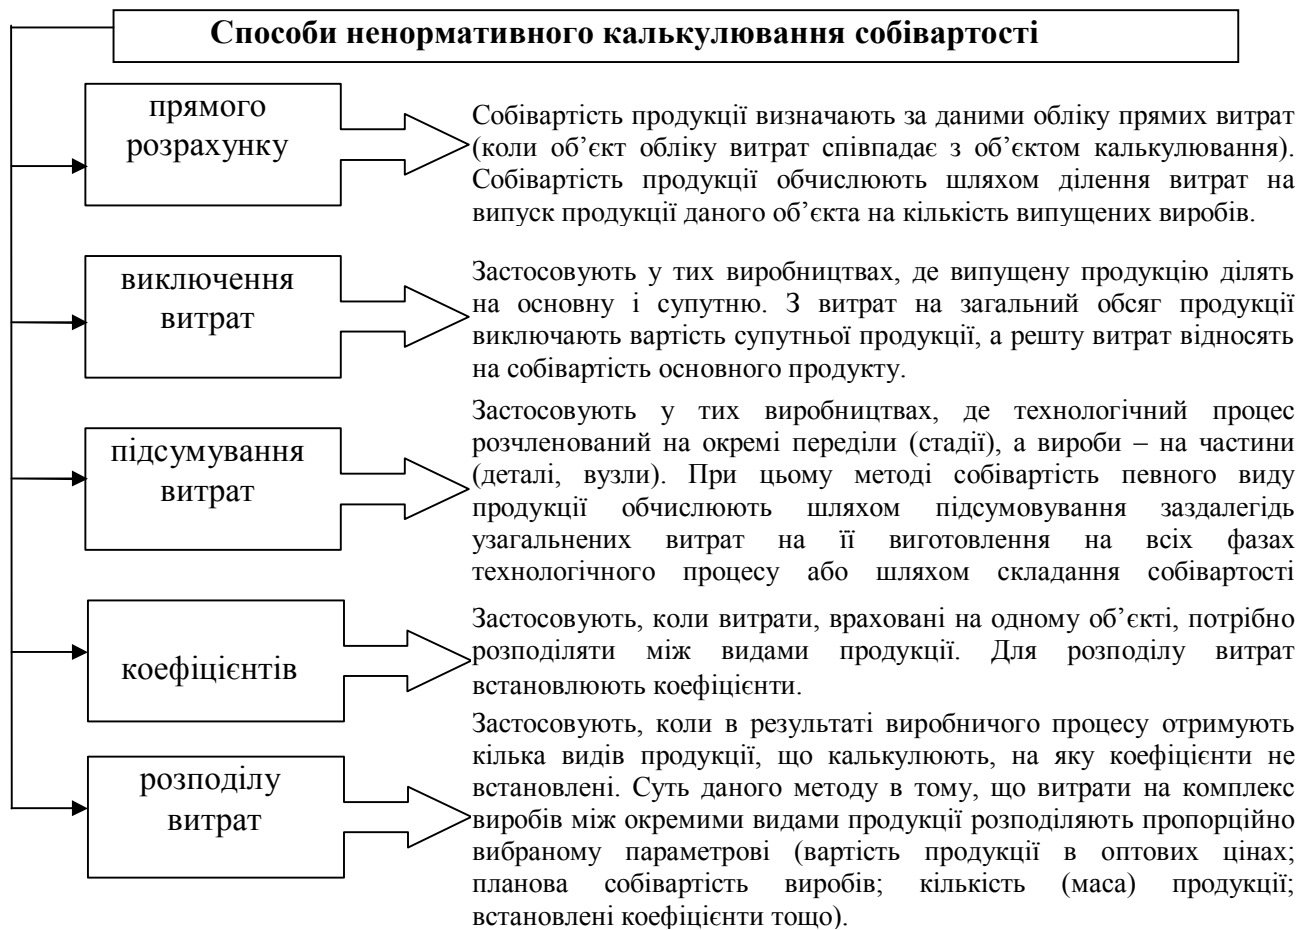 Способи ненормативного калькулювання собівартості
прямого
розрахунку
Собівартість продукції визначають за даними обліку прямих витрат
(коли об’єкт обліку витрат співпадає з об’єктом калькулювання).
Собівартість продукції обчислюють шляхом ділення витрат на
випуск продукції даного об’єкта на кількість випущених виробів.
виключення
витрат
Застосовують у тих виробництвах, де випущену продукцію ділять
на основну і супутню. З витрат на загальний обсяг продукції
виключають вартість супутньої продукції, а решту витрат відносять
на собівартість основного продукту.
підсумування
витрат
Застосовують у тих виробництвах, де технологічний процес
розчленований на окремі переділи (стадії), а вироби – на частини
(деталі, вузли). При цьому методі собівартість певного виду
продукції обчислюють шляхом підсумовування заздалегідь
узагальнених витрат на її виготовлення на всіх фазах
технологічного процесу або шляхом складання собівартості
коефіцієнтів
Застосовують, коли витрати, враховані на одному об’єкті, потрібно
розподіляти між видами продукції. Для розподілу витрат
встановлюють коефіцієнти.
розподілу
витрат
Застосовують, коли в результаті виробничого процесу отримують
кілька видів продукції, що калькулюють, на яку коефіцієнти не
встановлені. Суть даного методу в тому, що витрати на комплекс
виробів між окремими видами продукції розподіляють пропорційно
вибраному параметрові (вартість продукції в оптових цінах;
планова собівартість виробів; кількість (маса) продукції;
встановлені коефіцієнти тощо).